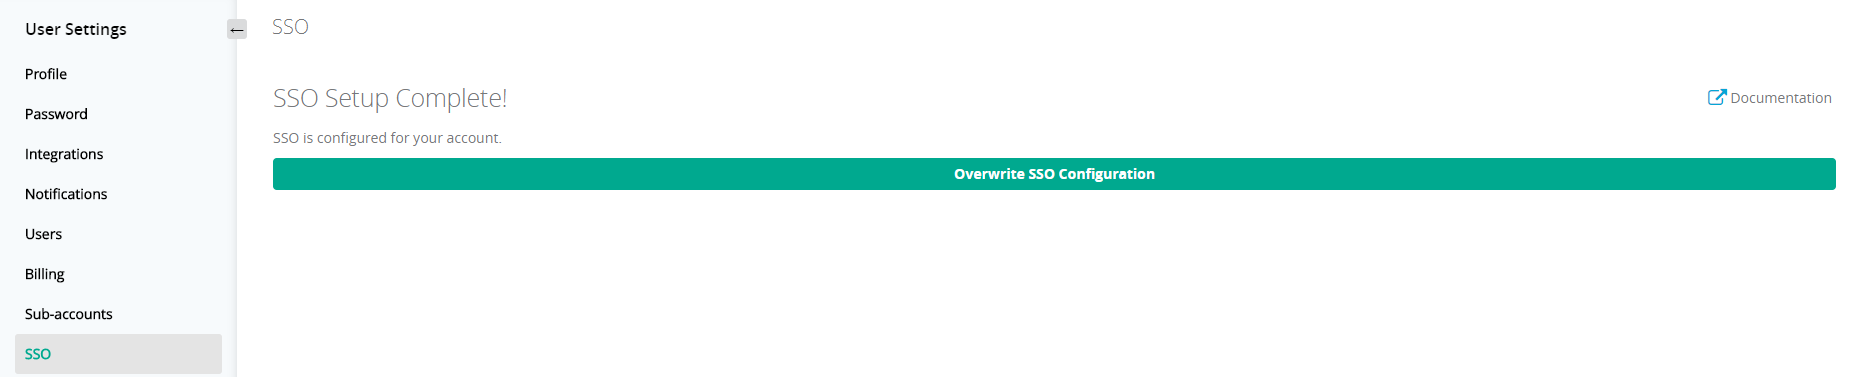 User Settings
←
Profile
Password
Integrations
Notifications
Users
Billing
Sub-accounts
SSO
SSO
SSO Setup Complete!
Documentation
SSO is configured for your account.
Overwrite SSO Configuration